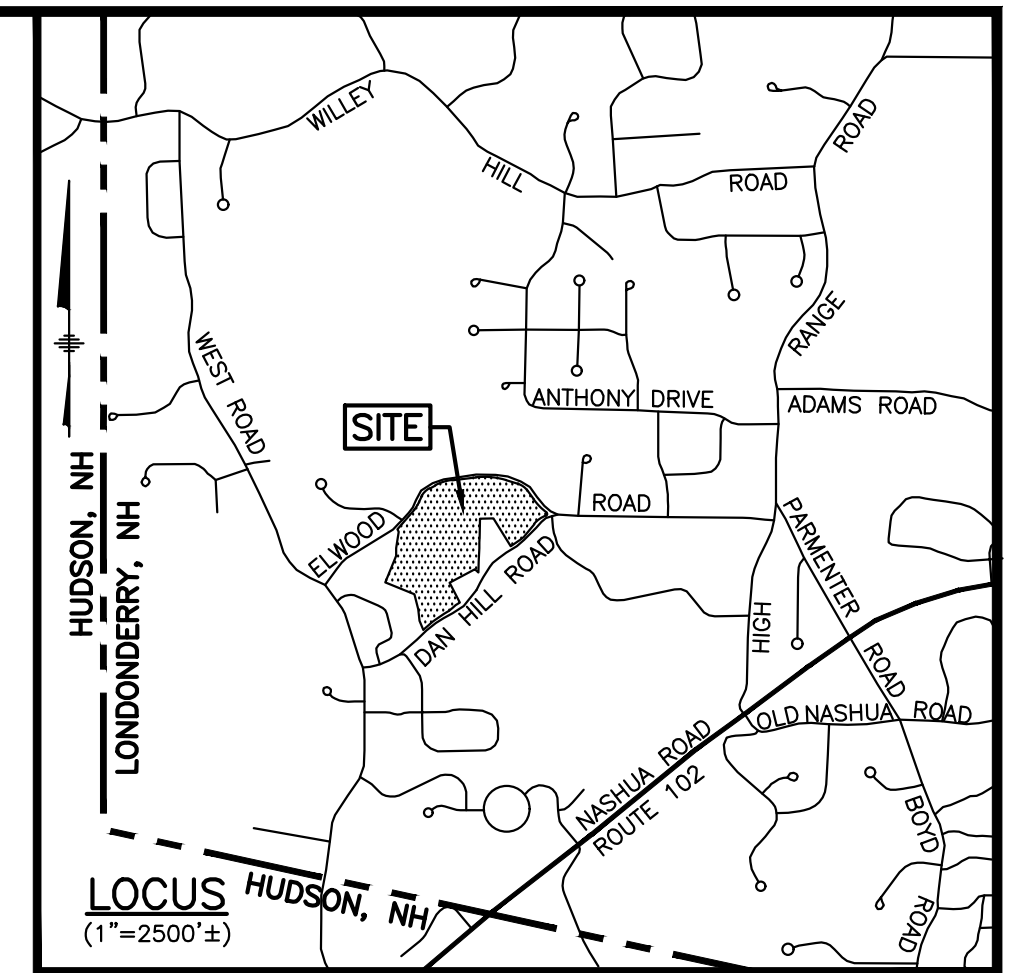 WILLEY
HILL
ROAD
ROAD
RANGE
WEST ROAD
ANTHONY DRIVE
ADAMS ROAD
SITE
ELWOOD
ROAD
DAN HILL ROAD
PARMENTER
ROAD
HIGH
HUDSON, NH
LONDONDERRY, NH
OLD NASHUA ROAD
NASHUA ROAD
ROUTE 102
BOYD
ROAD
LOCUS
(1"=2500'±)
HUDSON, NH